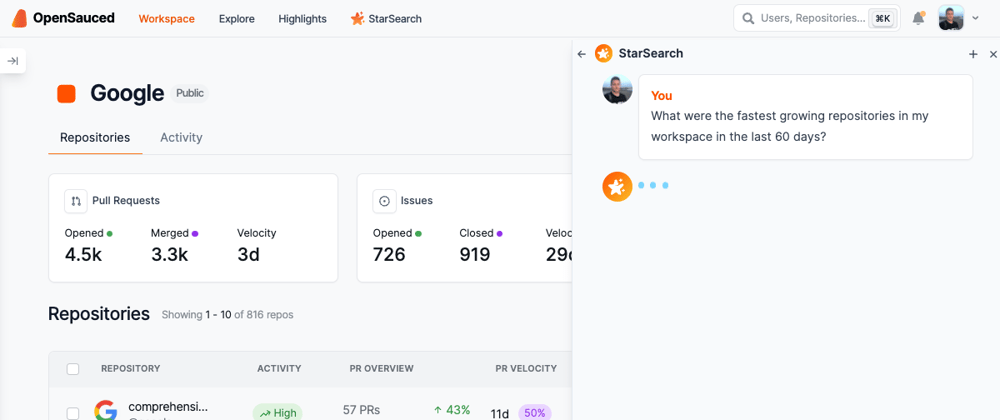 OpenSauced Workspace Explore Highlights StarSearch Users, Repositories... ⌘K
StarSearch
Google Public
Repositories Activity
You
What were the fastest growing repositories in my
workspace in the last 60 days?
Pull Requests
Opened Merged Velocity
4.5k 3.3k 3d
Issues
Opened Closed Veloc
726 919 29d
Repositories Showing 1 - 10 of 816 repos
REPOSITORY ACTIVITY PR OVERVIEW PR VELOCITY
comprehensi... High 57 PRs ↑ 43% 11d 50%